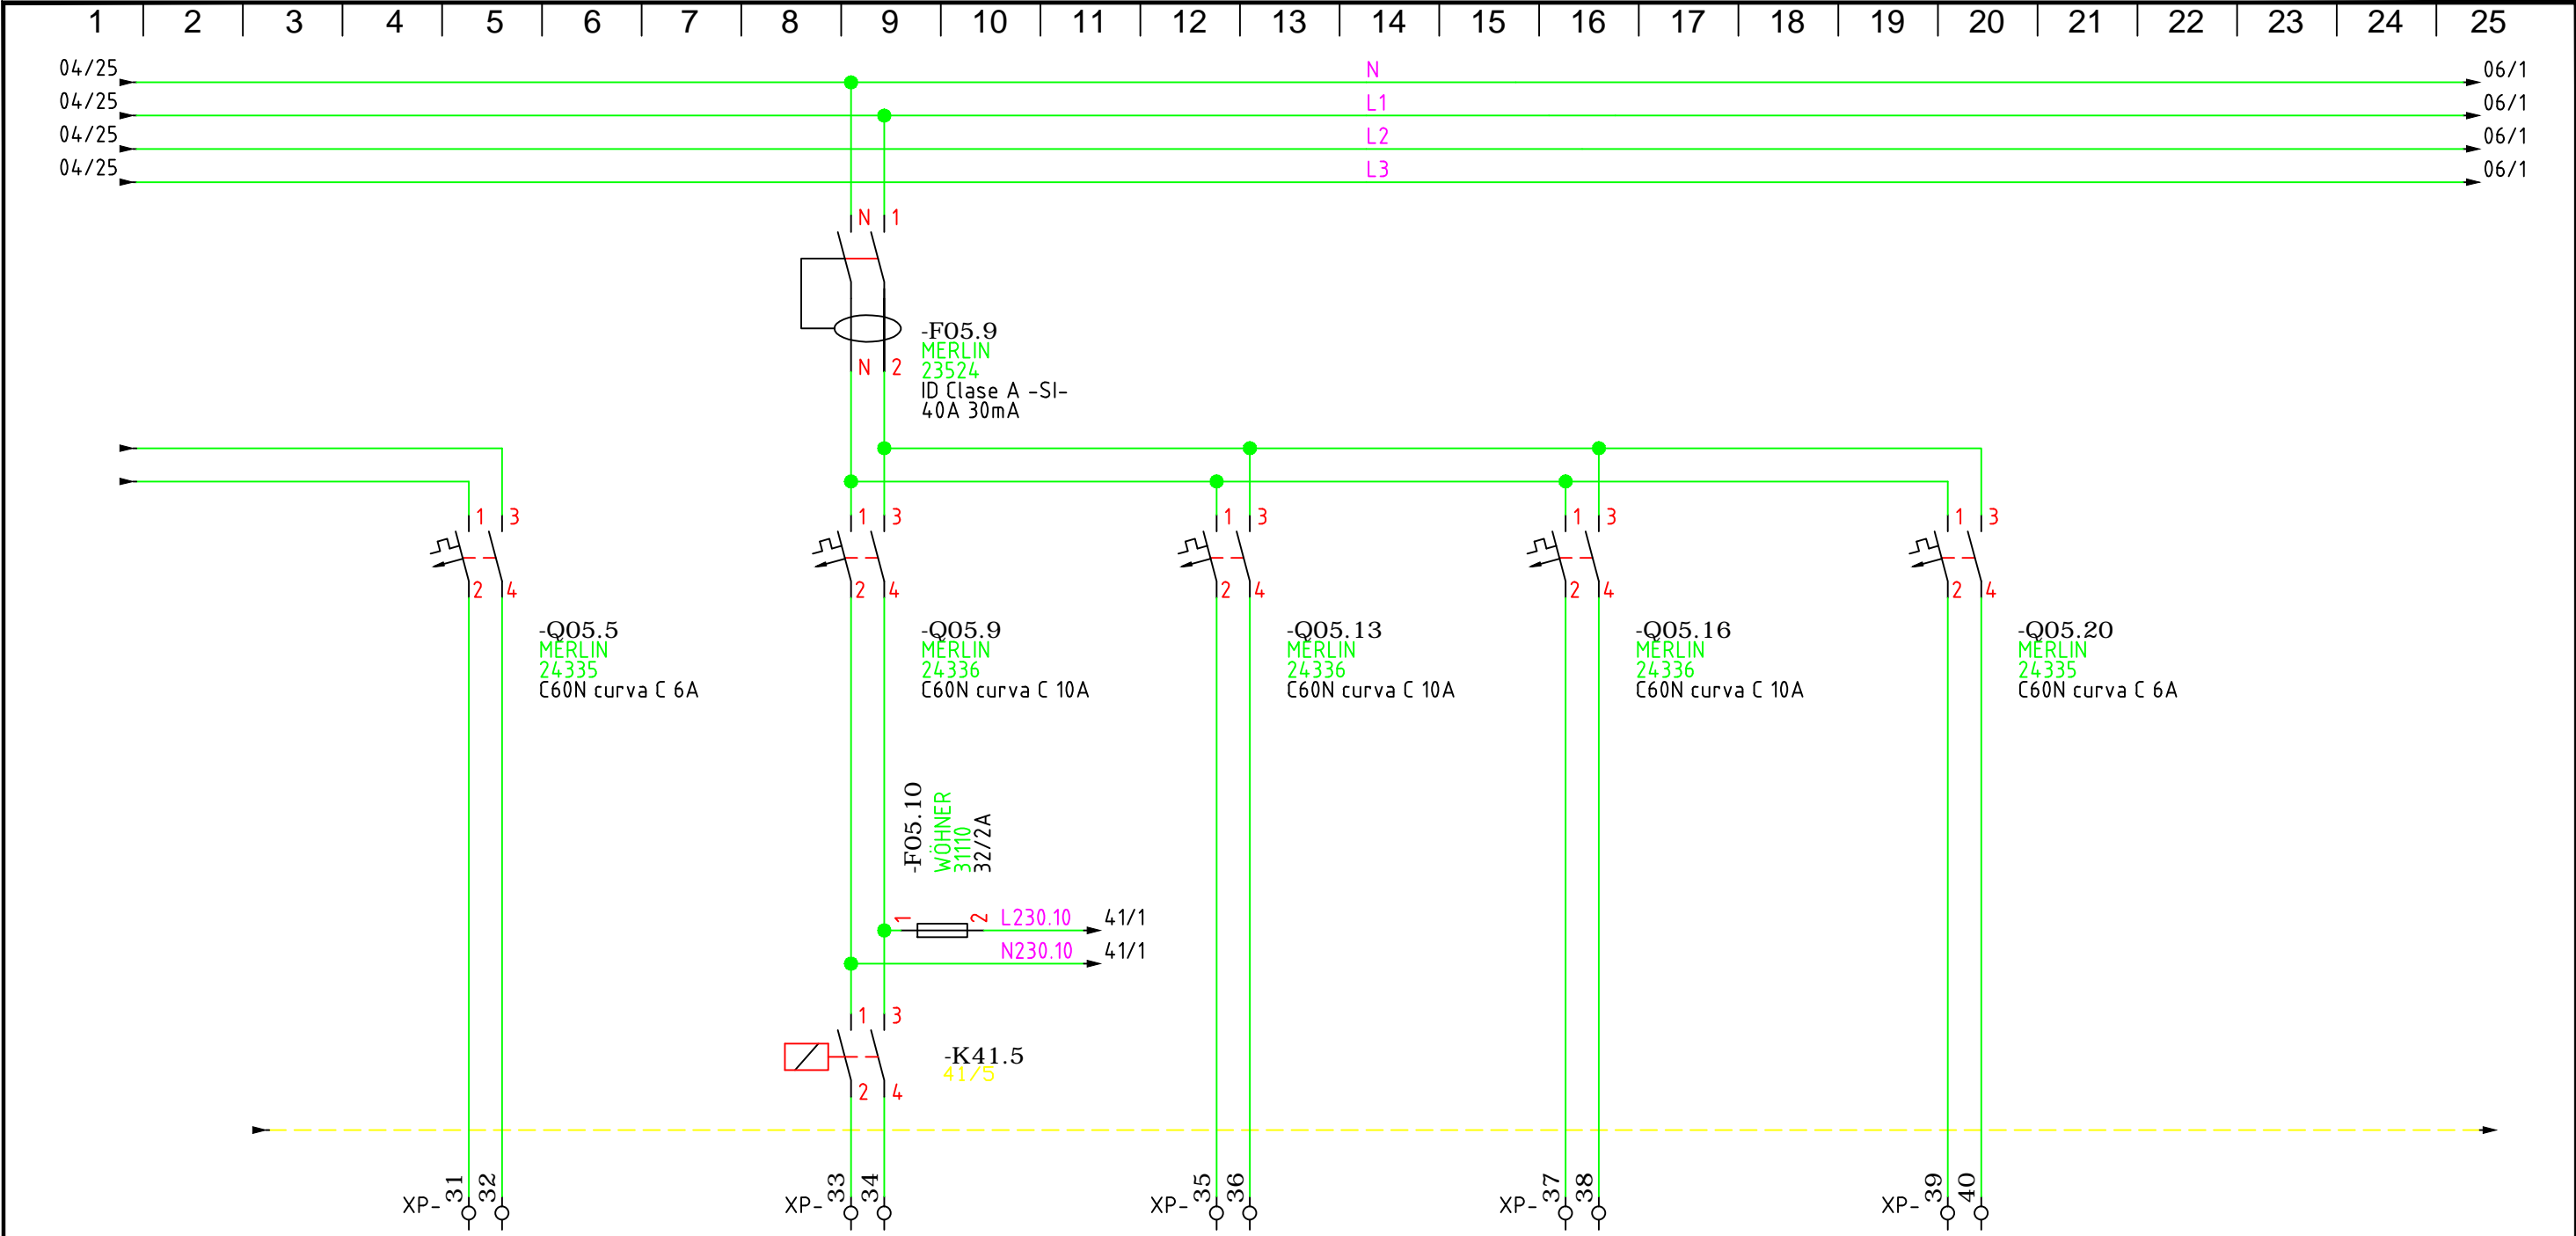 1 2 3 4 5 6 7 8 9 10 11 12 13 14 15 16 17 18 19 20 21 22 23 24 25
04/25 N 06/1
04/25 L1 06/1
04/25 L2 06/1
04/25 L3 06/1
N 1
-F05.9
MERLIN
N 2 23524
ID Clase A -SI-
40A 30mA
1 3 1 3 1 3 1 3 1 3
2 4 2 4 2 4 2 4 2 4
-Q05.5
MERLIN
24335
C60N curva C 6A
-Q05.9
MERLIN
24336
C60N curva C 10A
-Q05.13
MERLIN
24336
C60N curva C 10A
-Q05.16
MERLIN
24336
C60N curva C 10A
-Q05.20
MERLIN
24335
C60N curva C 6A
-F05.10
WÖHNER
31110
32/2A
1 2 L230.10 41/1
N230.10 41/1
1 3
-K41.5
41/5
2 4
XP- 31 32
XP- 33 34
XP- 35 36
XP- 37 38
XP- 39 40